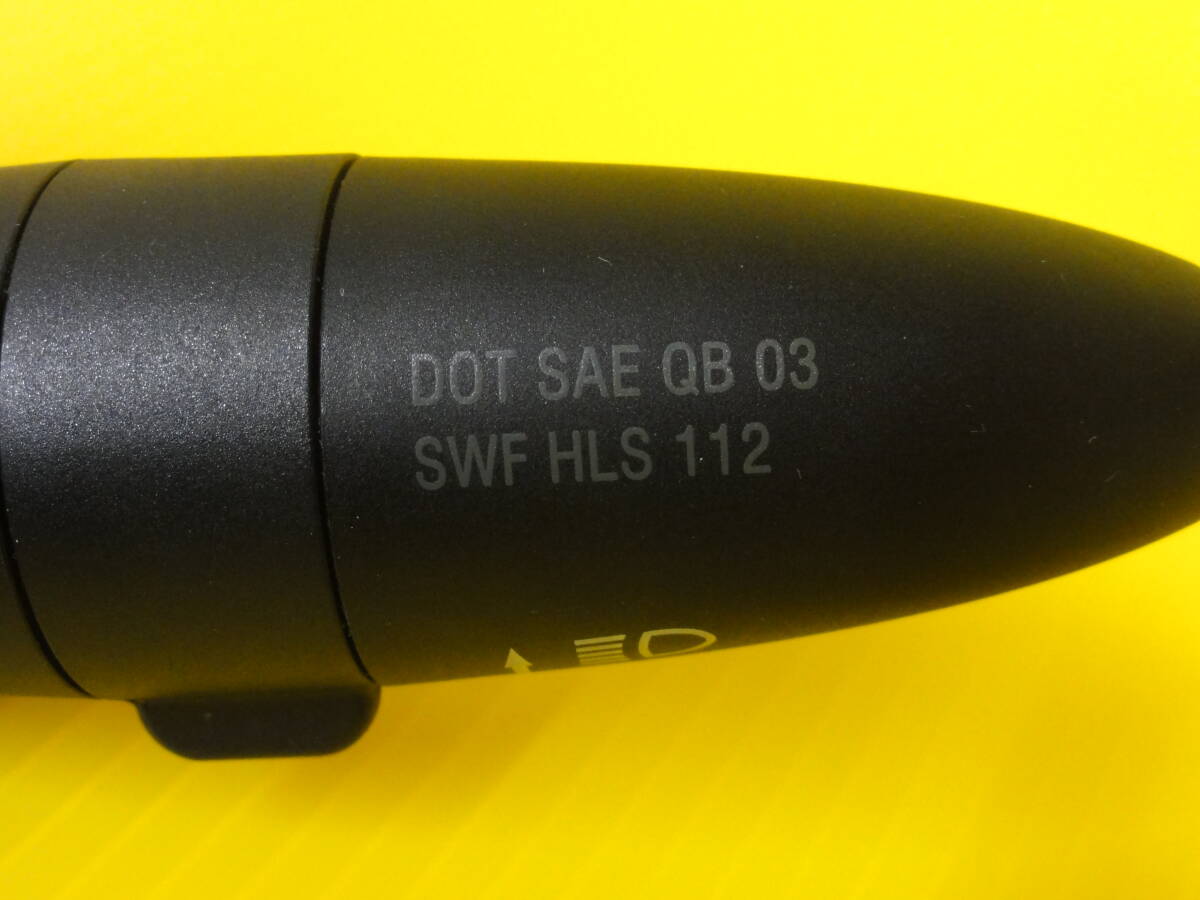 DOT SAE QB 03
SWF HLS 112